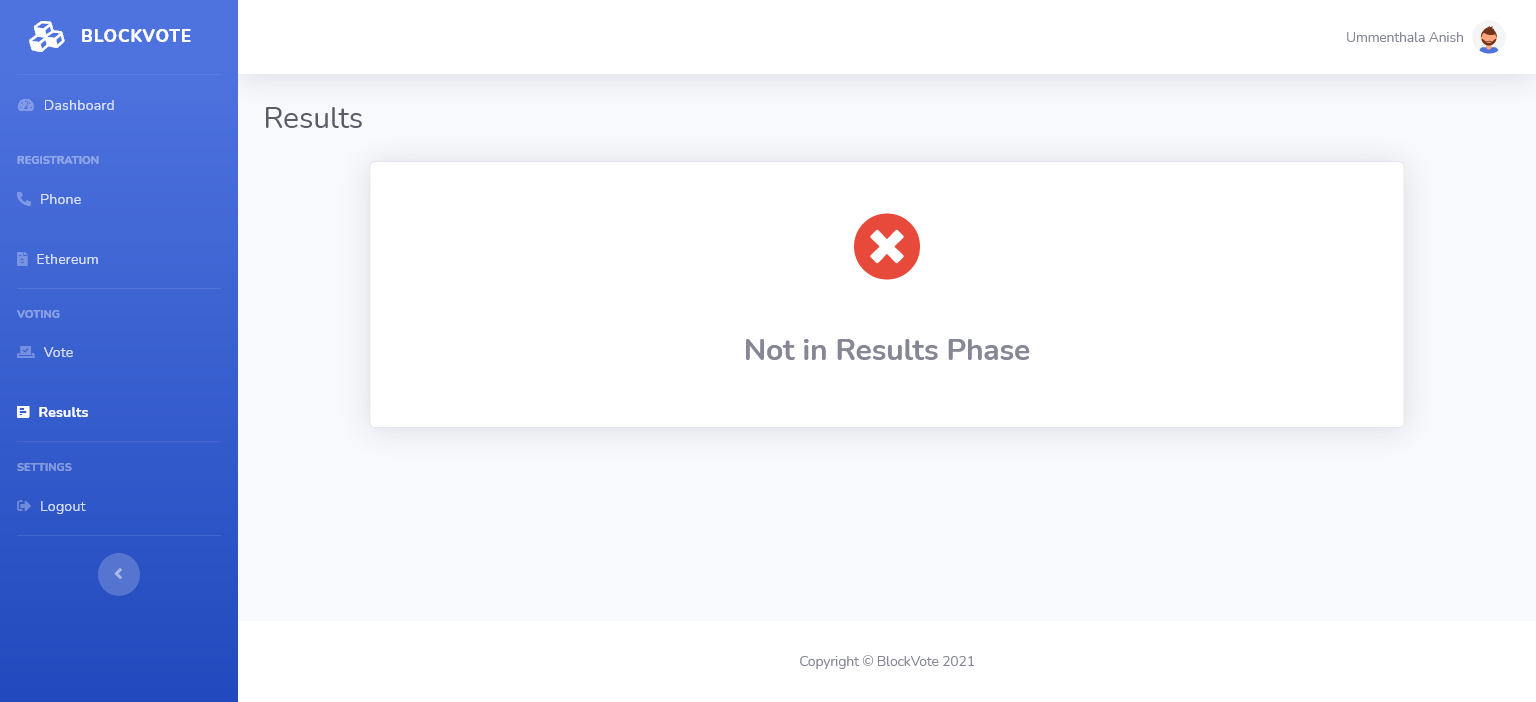 BLOCKVOTE
Ummenthala Anish
Dashboard
REGISTRATION
Phone
Ethereum
VOTING
Vote
Results
SETTINGS
Logout
Results
Not in Results Phase
Copyright © BlockVote 2021